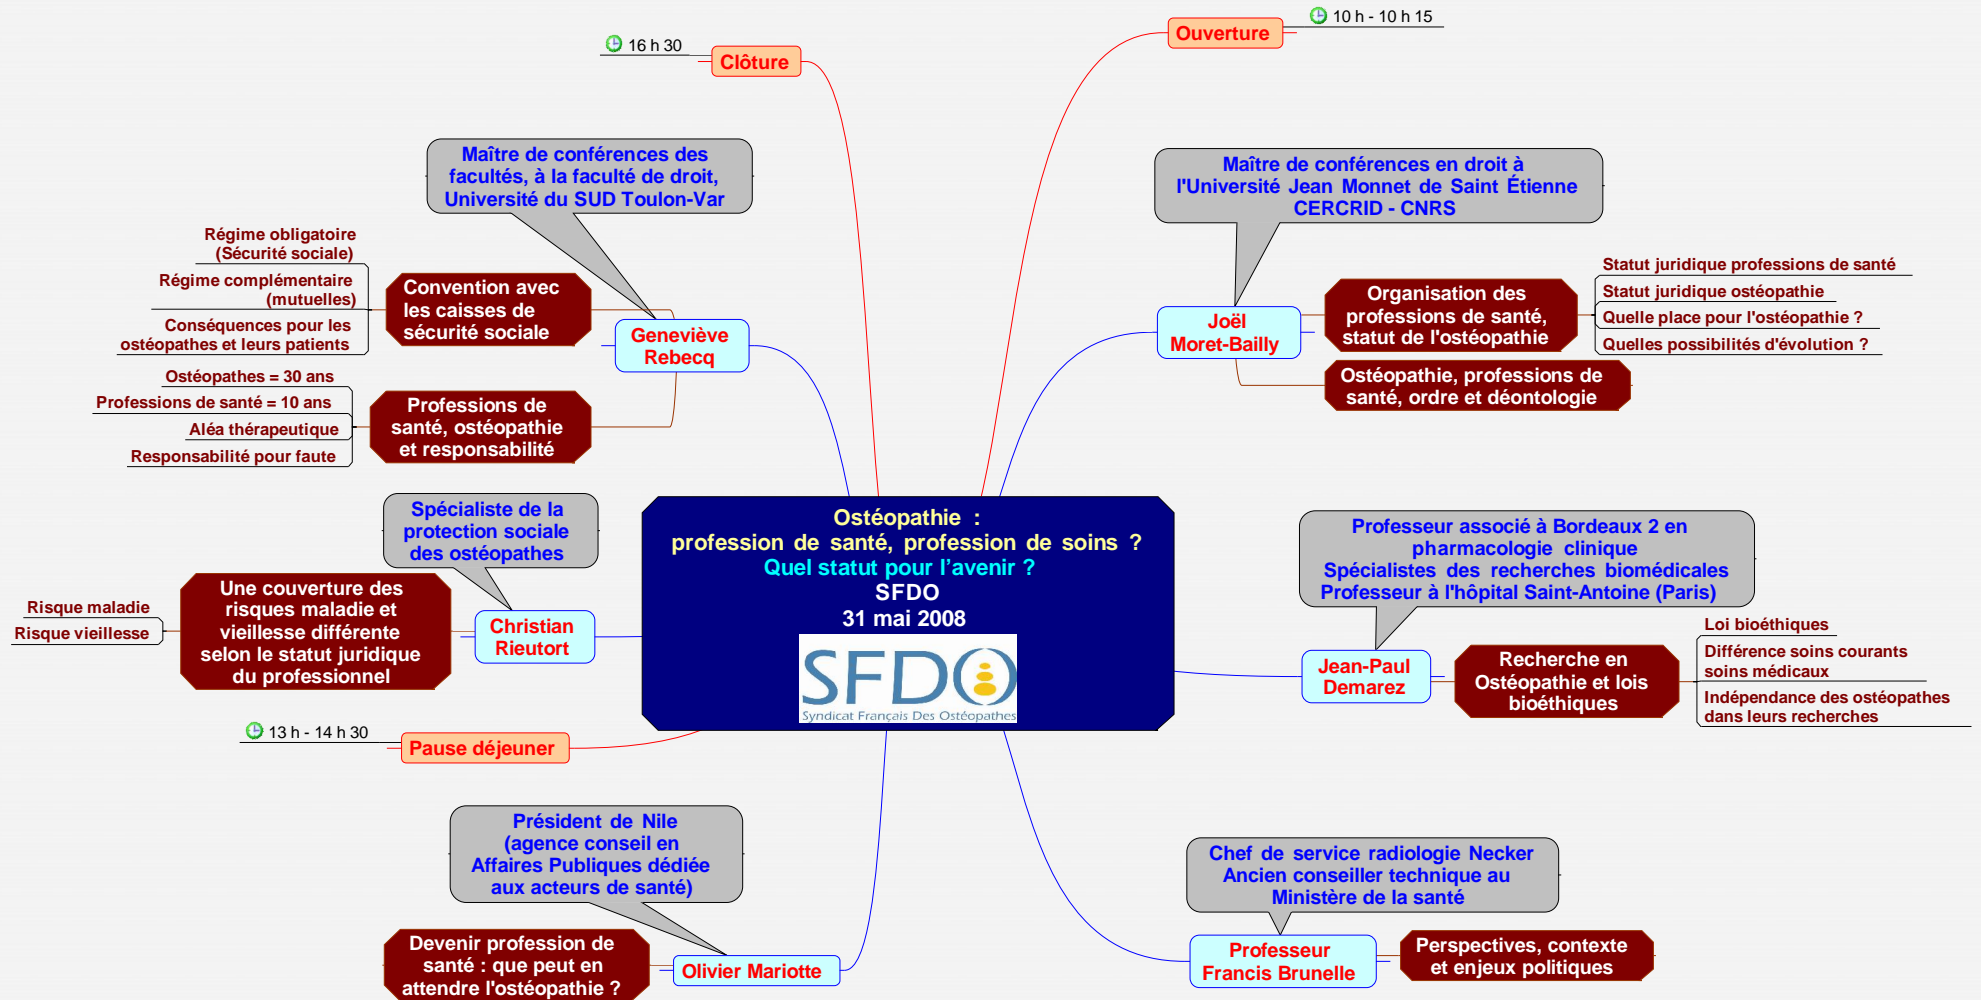 Ostéopathie :
profession de santé, profession de soins ?
Quel statut pour l'avenir ?
SFDO
31 mai 2008
SFDO
Syndicat Français Des Ostéopathes
Ouverture
10 h - 10 h 15
Maître de conférences en droit à
l'Université Jean Monnet de Saint Étienne
CERCRID - CNRS
Joël
Moret-Bailly
Organisation des
professions de santé,
statut de l'ostéopathie
Statut juridique professions de santé
Statut juridique ostéopathie
Quelle place pour l'ostéopathie ?
Quelles possibilités d'évolution ?
Ostéopathie, professions de
santé, ordre et déontologie
Professeur associé à Bordeaux 2 en
pharmacologie clinique
Spécialistes des recherches biomédicales
Professeur à l'hôpital Saint-Antoine (Paris)
Jean-Paul
Demarez
Recherche en
Ostéopathie et lois
bioéthiques
Loi bioéthiques
Différence soins courants
soins médicaux
Indépendance des ostéopathes
dans leurs recherches
Chef de service radiologie Necker
Ancien conseiller technique au
Ministère de la santé
Professeur
Francis Brunelle
Perspectives, contexte
et enjeux politiques
Président de Nile
(agence conseil en
Affaires Publiques dédiée
aux acteurs de santé)
Olivier Mariotte
Devenir profession de
santé : que peut en
attendre l'ostéopathie ?
Pause déjeuner
13 h - 14 h 30
Spécialiste de la
protection sociale
des ostéopathes
Christian
Rieutort
Une couverture des
risques maladie et
vieillesse différente
selon le statut juridique
du professionnel
Risque maladie
Risque vieillesse
Maître de conférences des
facultés, à la faculté de droit,
Université du SUD Toulon-Var
Geneviève
Rebecq
Convention avec
les caisses de
sécurité sociale
Régime obligatoire
(Sécurité sociale)
Régime complémentaire
(mutuelles)
Conséquences pour les
ostéopathes et leurs patients
Professions de
santé, ostéopathie
et responsabilité
Ostéopathes = 30 ans
Professions de santé = 10 ans
Aléa thérapeutique
Responsabilité pour faute
Clôture
16 h 30